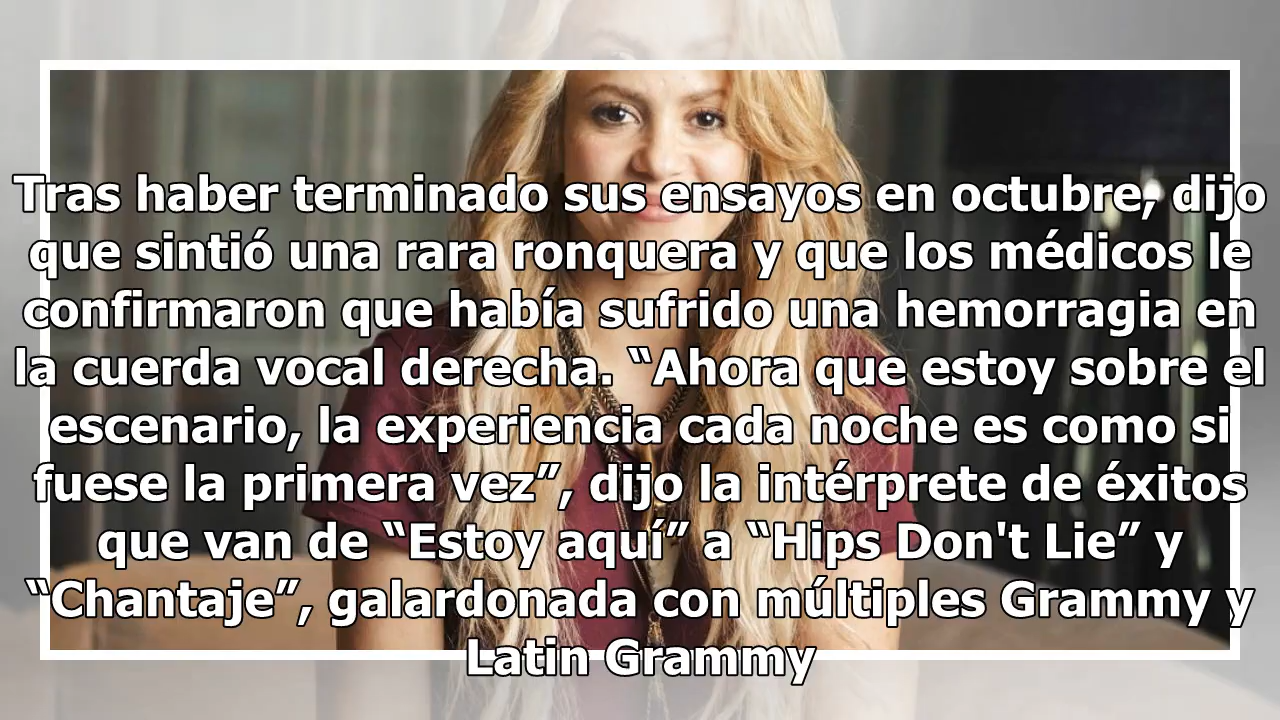 Tras haber terminado sus ensayos en octubre, dijo
que sintió una rara ronquera y que los médicos le
confirmaron que había sufrido una hemorragia en
la cuerda vocal derecha. “Ahora que estoy sobre el
escenario, la experiencia cada noche es como si
fuese la primera vez”, dijo la intérprete de éxitos
que van de “Estoy aquí” a “Hips Don't Lie” y
“Chantaje”, galardonada con múltiples Grammy y
Latin Grammy